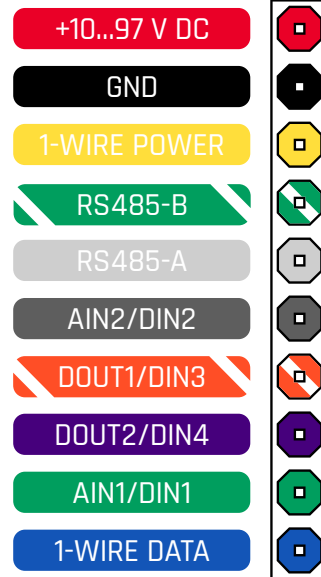 +10...97 V DC
GND
1-WIRE POWER
RS485-B
RS485-A
AIN2/DIN2
DOUT1/DIN3
DOUT2/DIN4
AIN1/DIN1
1-WIRE DATA